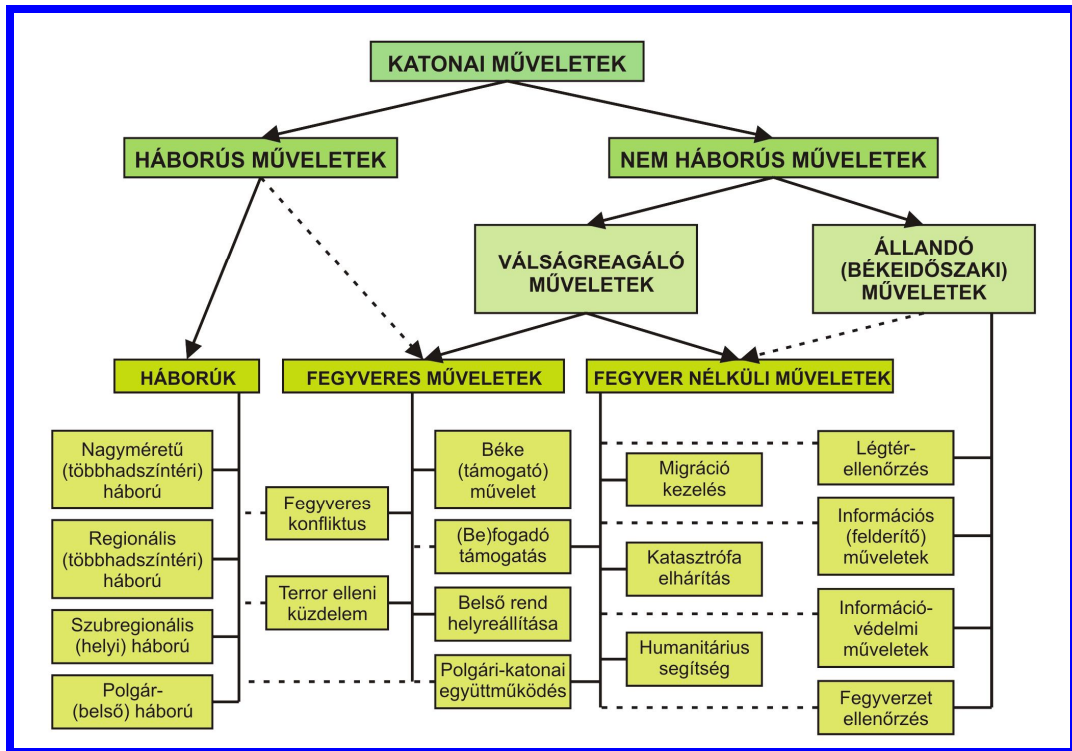 KATONAI MŰVELETEK
HÁBORÚS MŰVELETEK
NEM HÁBORÚS MŰVELETEK
VÁLSÁGREAGÁLÓ
MŰVELETEK
ÁLLANDÓ
(BÉKEIDŐSZAKI)
MŰVELETEK
HÁBORÚK
FEGYVERES MŰVELETEK
FEGYVER NÉLKÜLI MŰVELETEK
Nagyméretű
(többhadszíntéri)
háború
Regionális
(többhadszíntéri)
háború
Szubregionális
(helyi) háború
Polgár-
(belső) háború
Fegyveres
konfliktus
Terror elleni
küzdelem
Béke
(támogató)
művelet
(Be)fogadó
támogatás
Belső rend
helyreállítása
Polgári-katonai
együttműködés
Migráció
kezelés
Katasztrófa
elhárítás
Humanitárius
segítség
Légtér-
ellenőrzés
Információs
(felderítő)
műveletek
Információ-
védelmi
műveletek
Fegyverzet
ellenőrzés